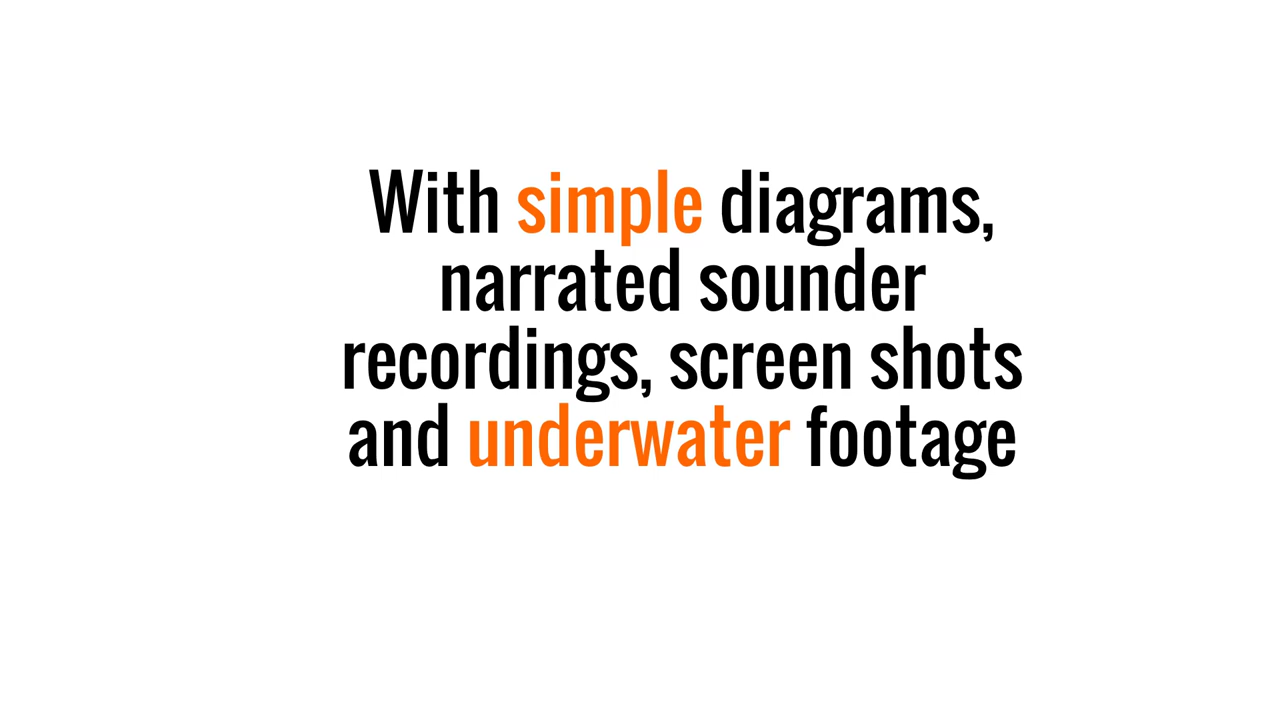 With simple diagrams,
narrated sounder
recordings, screen shots
and underwater footage